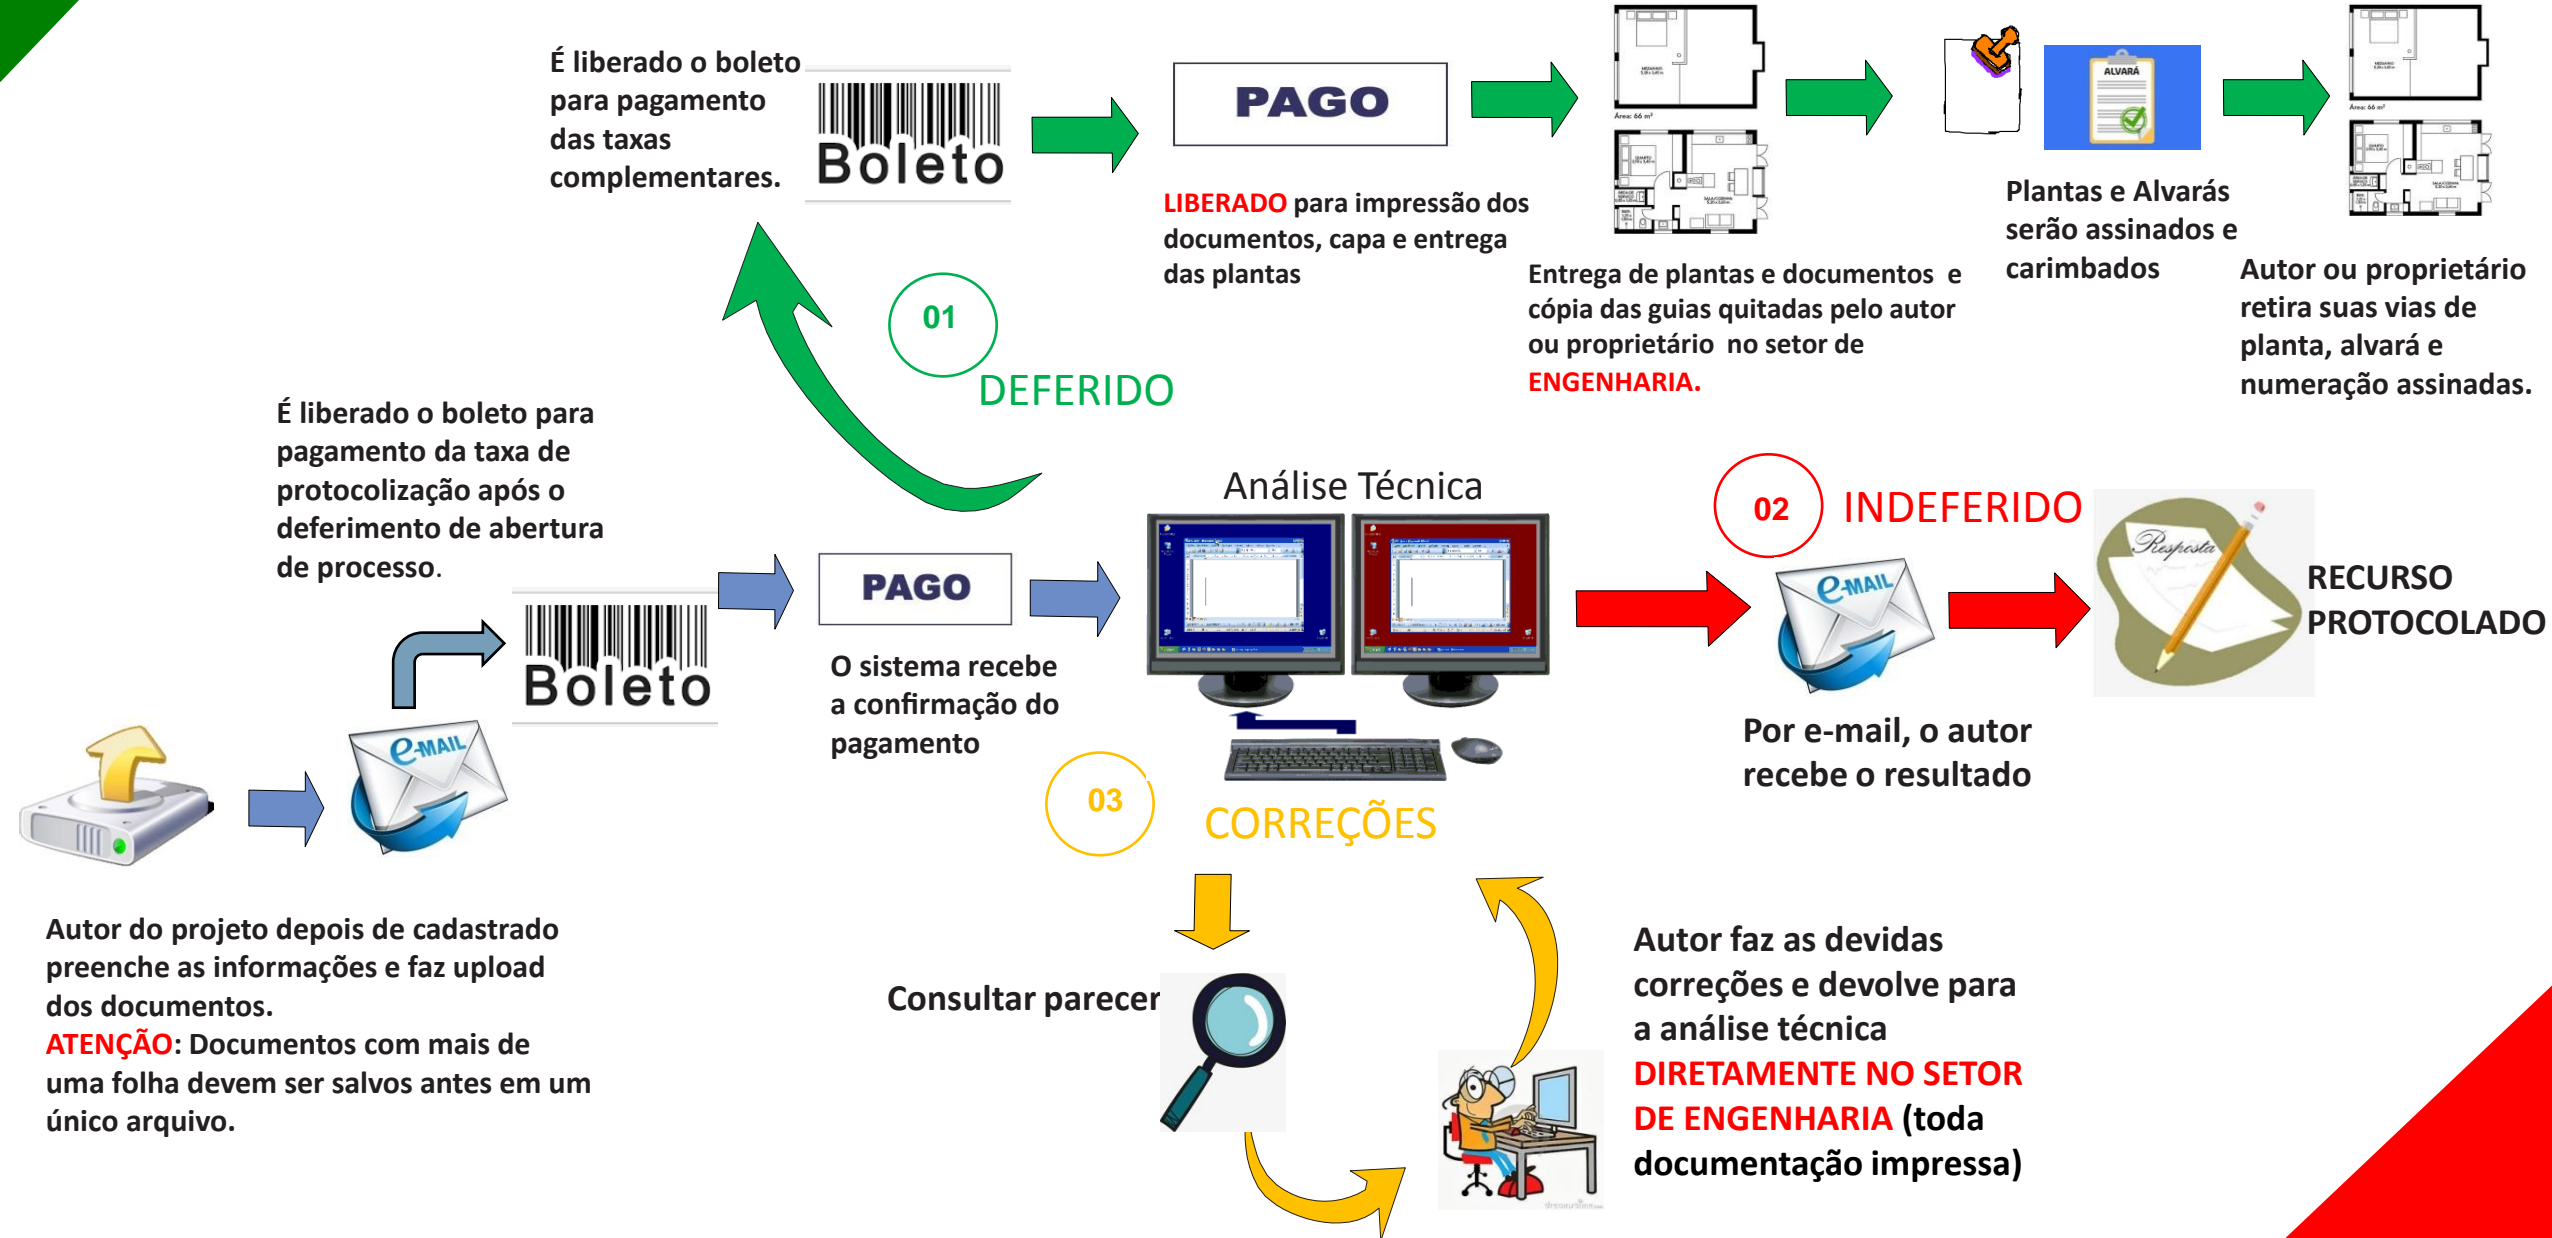 É liberado o boleto
para pagamento
das taxas
complementares.
Boleto
PAGO
LIBERADO para impressão dos
documentos, capa e entrega
das plantas
Área: 66 m²
Entrega de plantas e documentos e
cópia das guias quitadas pelo autor
ou proprietário no setor de
ENGENHARIA.
ALVARÁ
Plantas e Alvarás
serão assinados e
carimbados
Área: 66 m²
Autor ou proprietário
retira suas vias de
planta, alvará e
numeração assinadas.
01
DEFERIDO
É liberado o boleto para
pagamento da taxa de
protocolização após o
deferimento de abertura
de processo.
Boleto
PAGO
O sistema recebe
a confirmação do
pagamento
Análise Técnica
02
INDEFERIDO
e-MAIL
Por e-mail, o autor
recebe o resultado
Resposta
RECURSO
PROTOCOLADO
e-MAIL
Autor do projeto depois de cadastrado
preenche as informações e faz upload
dos documentos.
ATENÇÃO: Documentos com mais de
uma folha devem ser salvos antes em um
único arquivo.
03
CORREÇÕES
Consultar parecer
Autor faz as devidas
correções e devolve para
a análise técnica
DIRETAMENTE NO SETOR
DE ENGENHARIA (toda
documentação impressa)